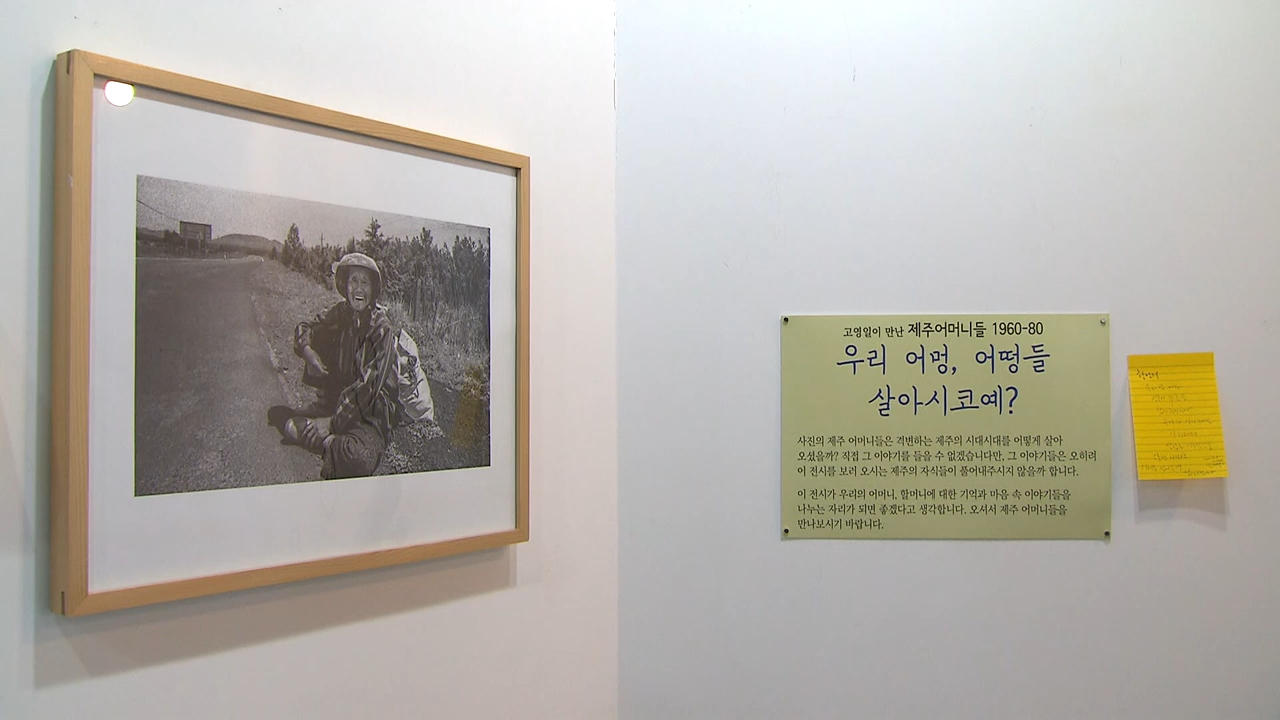 고영일이 만난 제주어머니들 1960-80
우리 어멍, 어떵들
살아시코예?
사진의 제주 어머니들은 격변하는 제주의 시대시대를 어떻게 살아
오셨을까? 직접 그 이야기를 들을 수 없겠습니다만, 그 이야기들은 오히려
이 전시를 보러 오시는 제주의 자식들이 풀어내주시지 않을까 합니다.
이 전시가 우리의 어머니, 할머니에 대한 기억과 마음 속 이야기들을
나누는 자리가 되면 좋겠다고 생각합니다. 오셔서 제주 어머니들을
만나보시기 바랍니다.